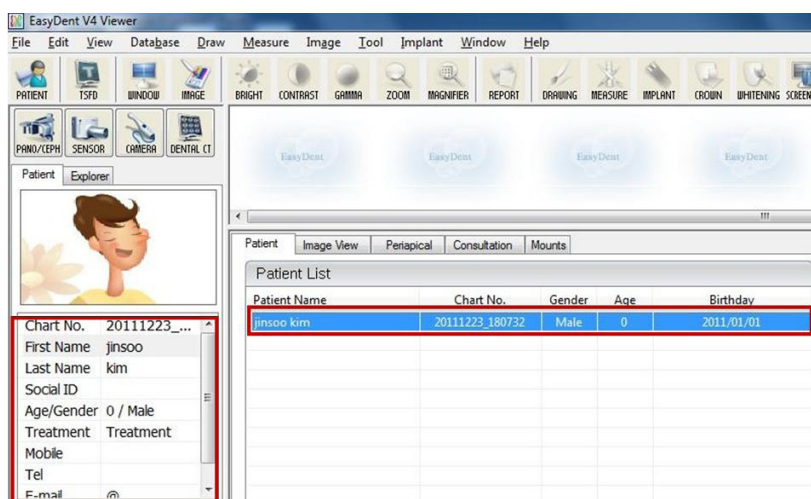 EasyDent V4 Viewer
File Edit View Database Draw Measure Image Tool Implant Window Help
PATIENT TSFD WINDOW IMAGE BRIGHT CONTRAST GAMMA ZOOM MAGNIFIER REPORT DRAWING MEASURE IMPLANT CROWN WHITENING SCREEN
PANO/CEPH SENSOR CAMERA DENTAL CT
EasyDent EasyDent EasyDent EasyDent
Patient Explorer
Patient Image View Periapical Consultation Mounts
Patient List
Patient Name Chart No. Gender Age Birthday
jinsoo kim 20111223_180732 Male 0 2011/01/01
Chart No. 20111223_...
First Name jinsoo
Last Name kim
Social ID
Age/Gender 0 / Male
Treatment Treatment
Mobile
Tel
E-mail @